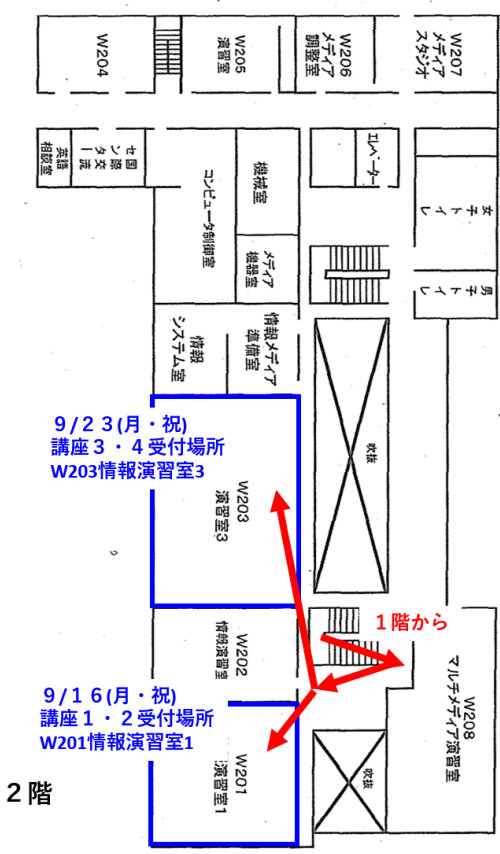 W204
W205
演習室
W206
メディア
調整室
W207
メディア
スタジオ
英語
相談室
国際交流
センター
コンピュータ制御室
機械室
メディア
機器室
エレベーター
女子トイレ
男子トイレ
情報
システム室
情報メディア
準備室
吹抜
9/23(月・祝)
講座3・4受付場所
W203情報演習室3
W203
演習室3
1階から
W202
情報演習室
9/16(月・祝)
講座1・2受付場所
W201情報演習室1
W201
演習室1
吹抜
W208
マルチメディア演習室
2階